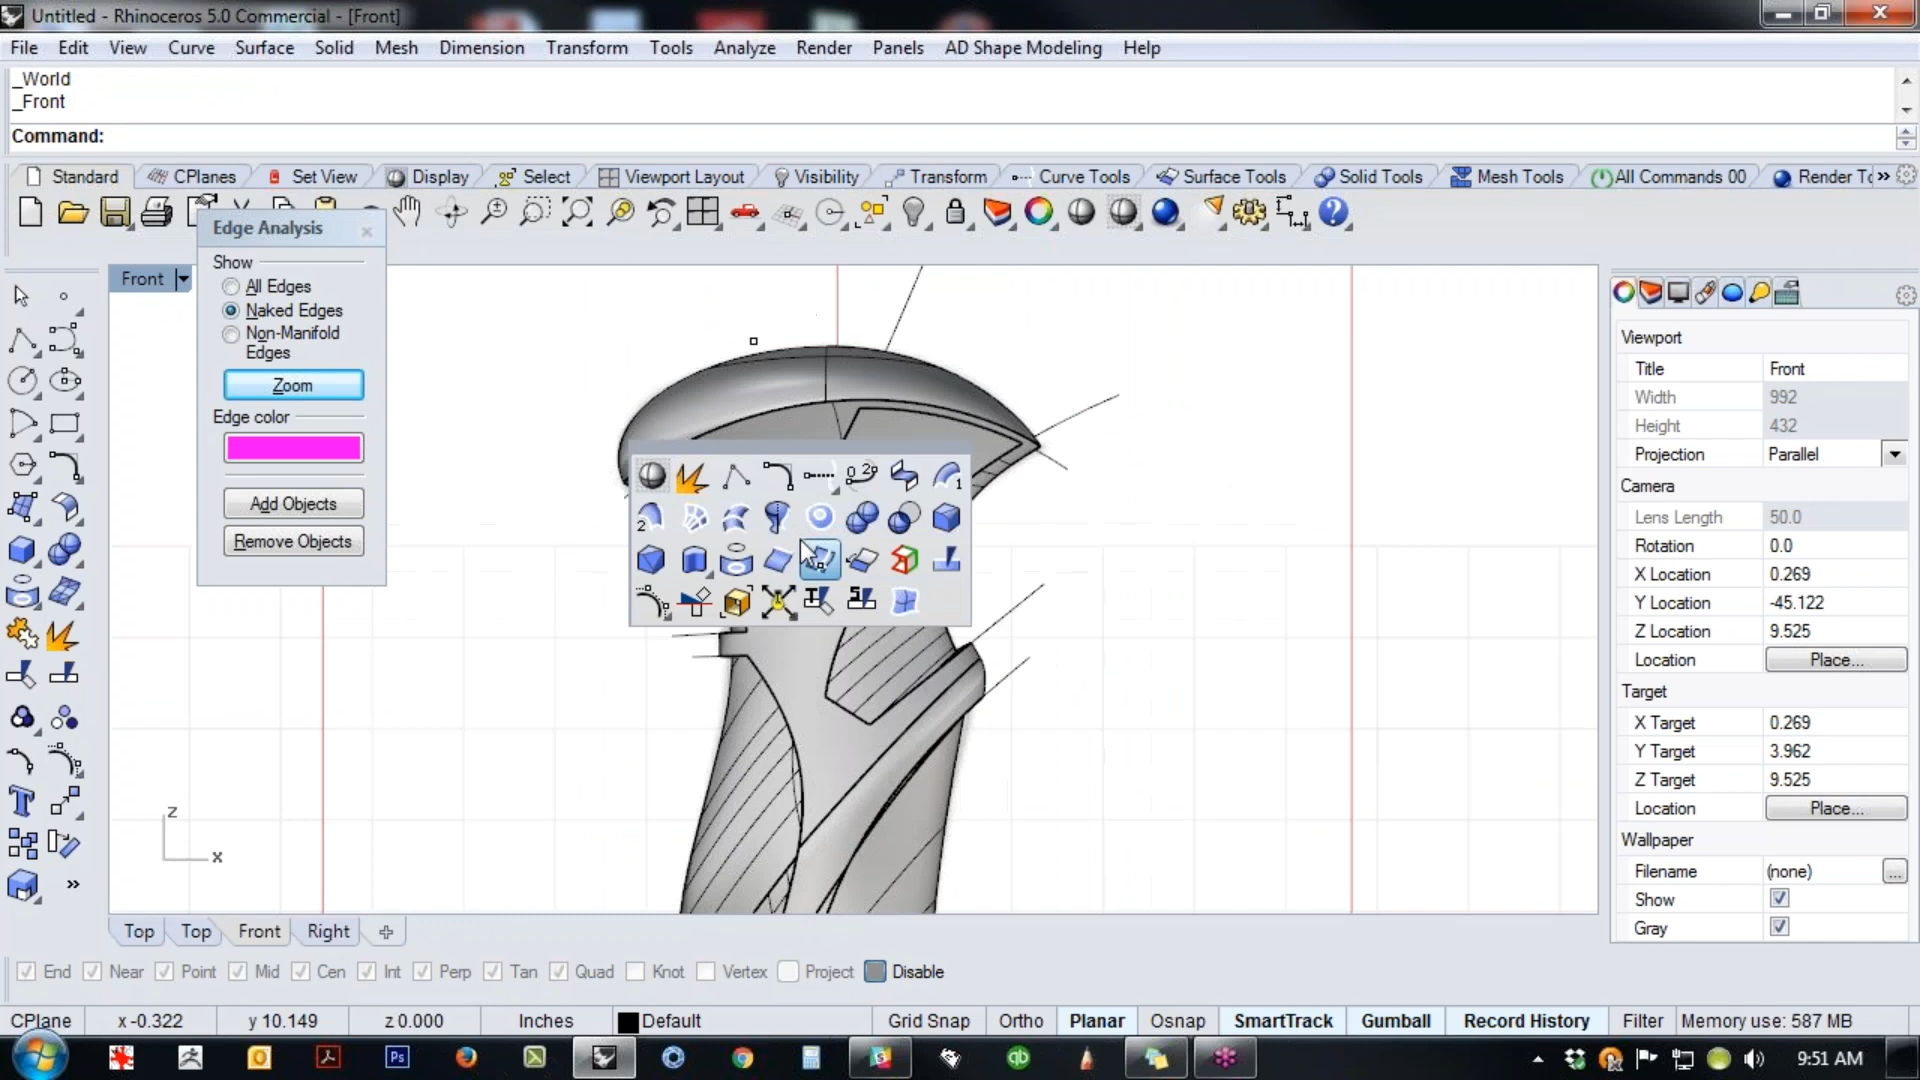 Untitled - Rhinoceros 5.0 Commercial - [Front]
File Edit View Curve Surface Solid Mesh Dimension Transform Tools Analyze Render Panels AD Shape Modeling Help
_World
_Front
Command:
Standard CPlanes Set View Display Select Viewport Layout Visibility Transform Curve Tools Surface Tools Solid Tools Mesh Tools All Commands 00 Render To »
Edge Analysis
Show
All Edges
Naked Edges
Non-Manifold
Edges
Zoom
Edge color
Add Objects
Remove Objects
Front
Viewport
Title Front
Width 992
Height 432
Projection Parallel
Camera
Lens Length 50.0
Rotation 0.0
X Location 0.269
Y Location -45.122
Z Location 9.525
Location Place...
Target
X Target 0.269
Y Target 3.962
Z Target 9.525
Location Place...
Wallpaper
Filename (none) ...
Show
Gray
z
x
Top Top Front Right
End Near Point Mid Cen Int Perp Tan Quad Knot Vertex Project Disable
CPlane x -0.322 y 10.149 z 0.000 Inches Default Grid Snap Ortho Planar Osnap SmartTrack Gumball Record History Filter Memory use: 587 MB
Ps qb 9:51 AM